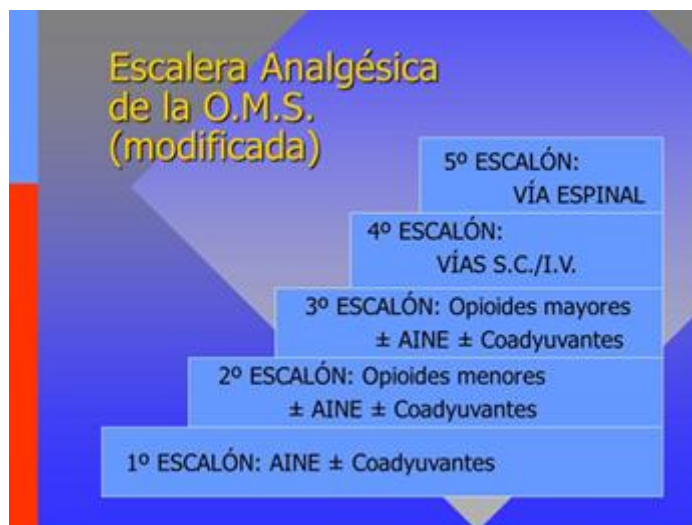 Escalera Analgésica
de la O.M.S.
(modificada)
5º ESCALÓN:
VÍA ESPINAL
4º ESCALÓN:
VÍAS S.C./I.V.
3º ESCALÓN: Opioides mayores
± AINE ± Coadyuvantes
2º ESCALÓN: Opioides menores
± AINE ± Coadyuvantes
1º ESCALÓN: AINE ± Coadyuvantes